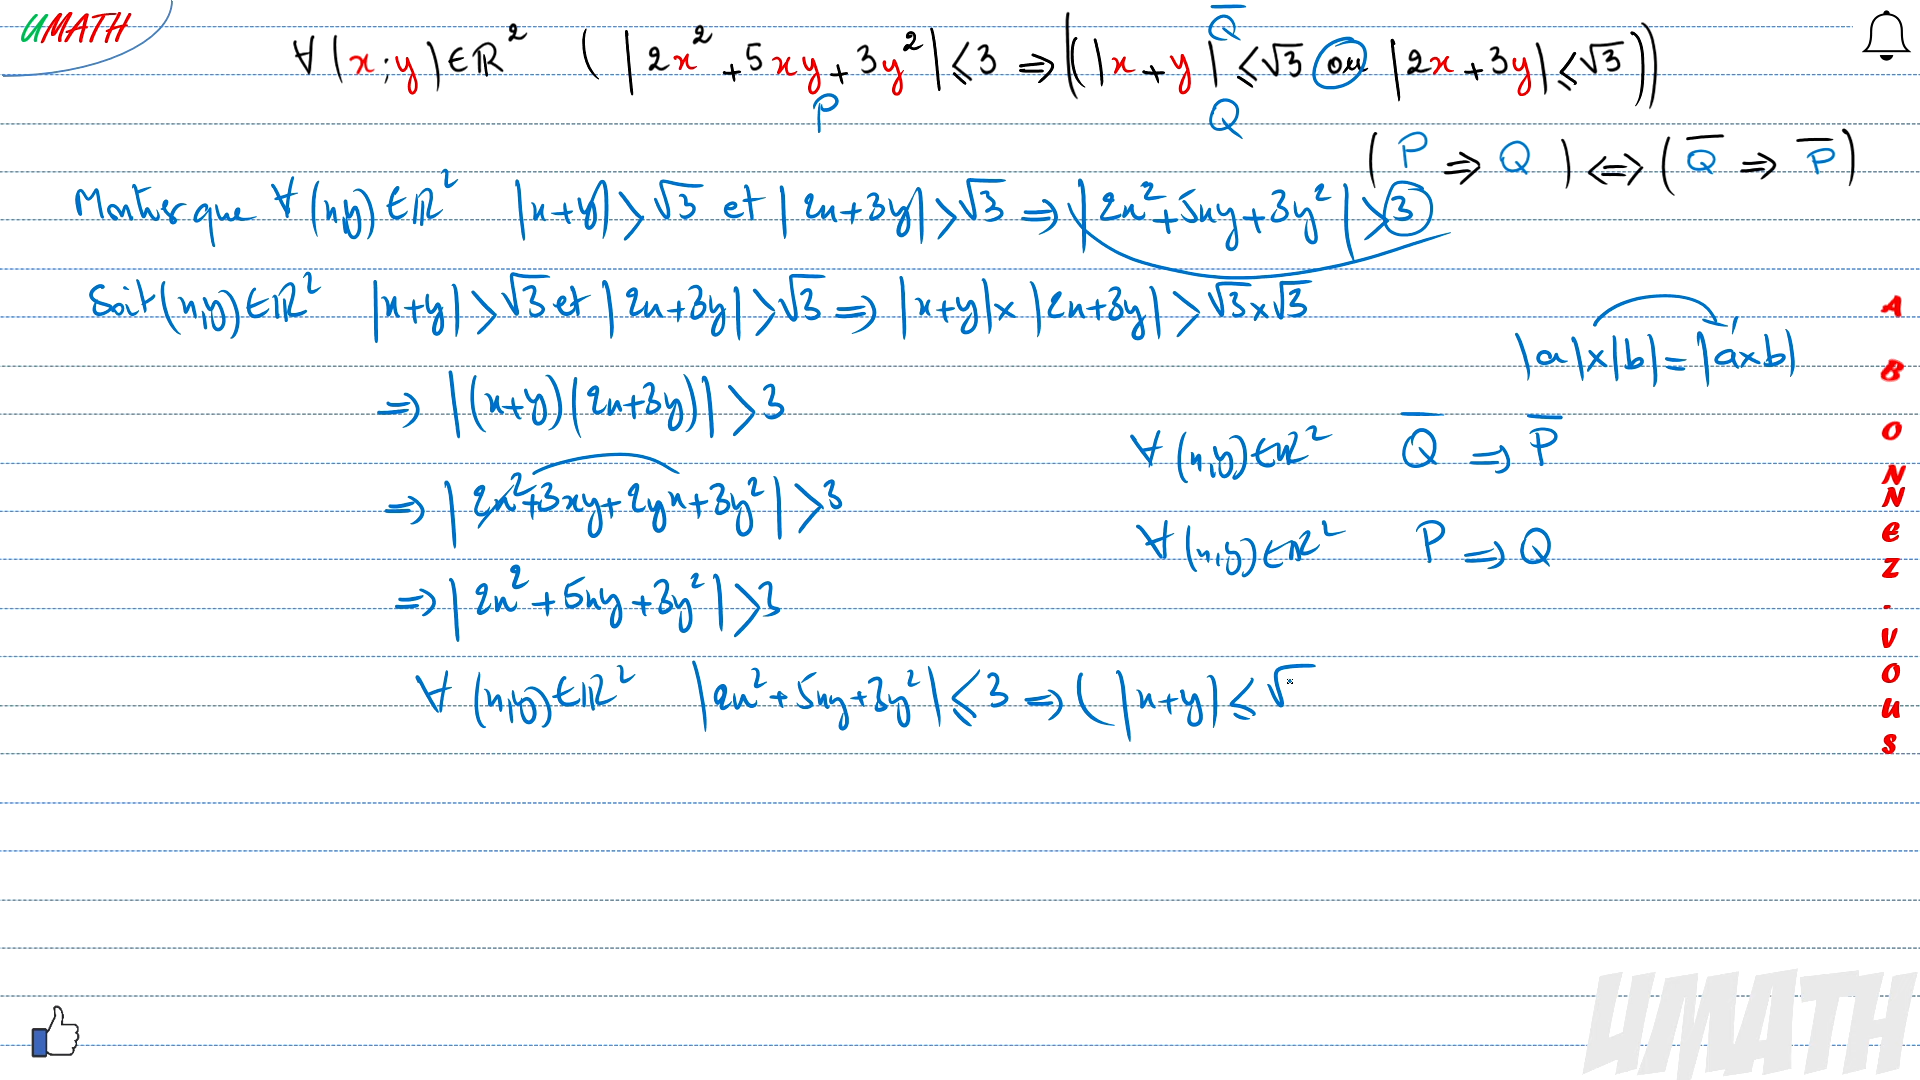 UMATH
∀(x;y)∈ℝ² (|2x²+5xy+3y²|≤3 ⇒ ((|x+y|≤√3 ou |2x+3y|≤√3))
P
Q̅
Q
(P ⇒ Q) ⇔ (Q̅ ⇒ P̅)
Montrer que ∀(x,y)∈ℝ² |x+y|>√3 et |2x+3y|>√3 ⇒ |2x²+5xy+3y²|>3
Soit (x,y)∈ℝ² |x+y|>√3 et |2x+3y|>√3 ⇒ |x+y|×|2x+3y|>√3×√3
|a|×|b|=|a×b|
⇒ |(x+y)(2x+3y)|>3
∀(x,y)∈ℝ² Q̅ ⇒ P̅
⇒ |2x²+3xy+2yx+3y²|>3
∀(x,y)∈ℝ² P ⇒ Q
⇒ |2x²+5xy+3y²|>3
∀(x,y)∈ℝ² |2x²+5xy+3y²|≤3 ⇒ (|x+y|≤√
ABONNeZ-VOUS
UMATH